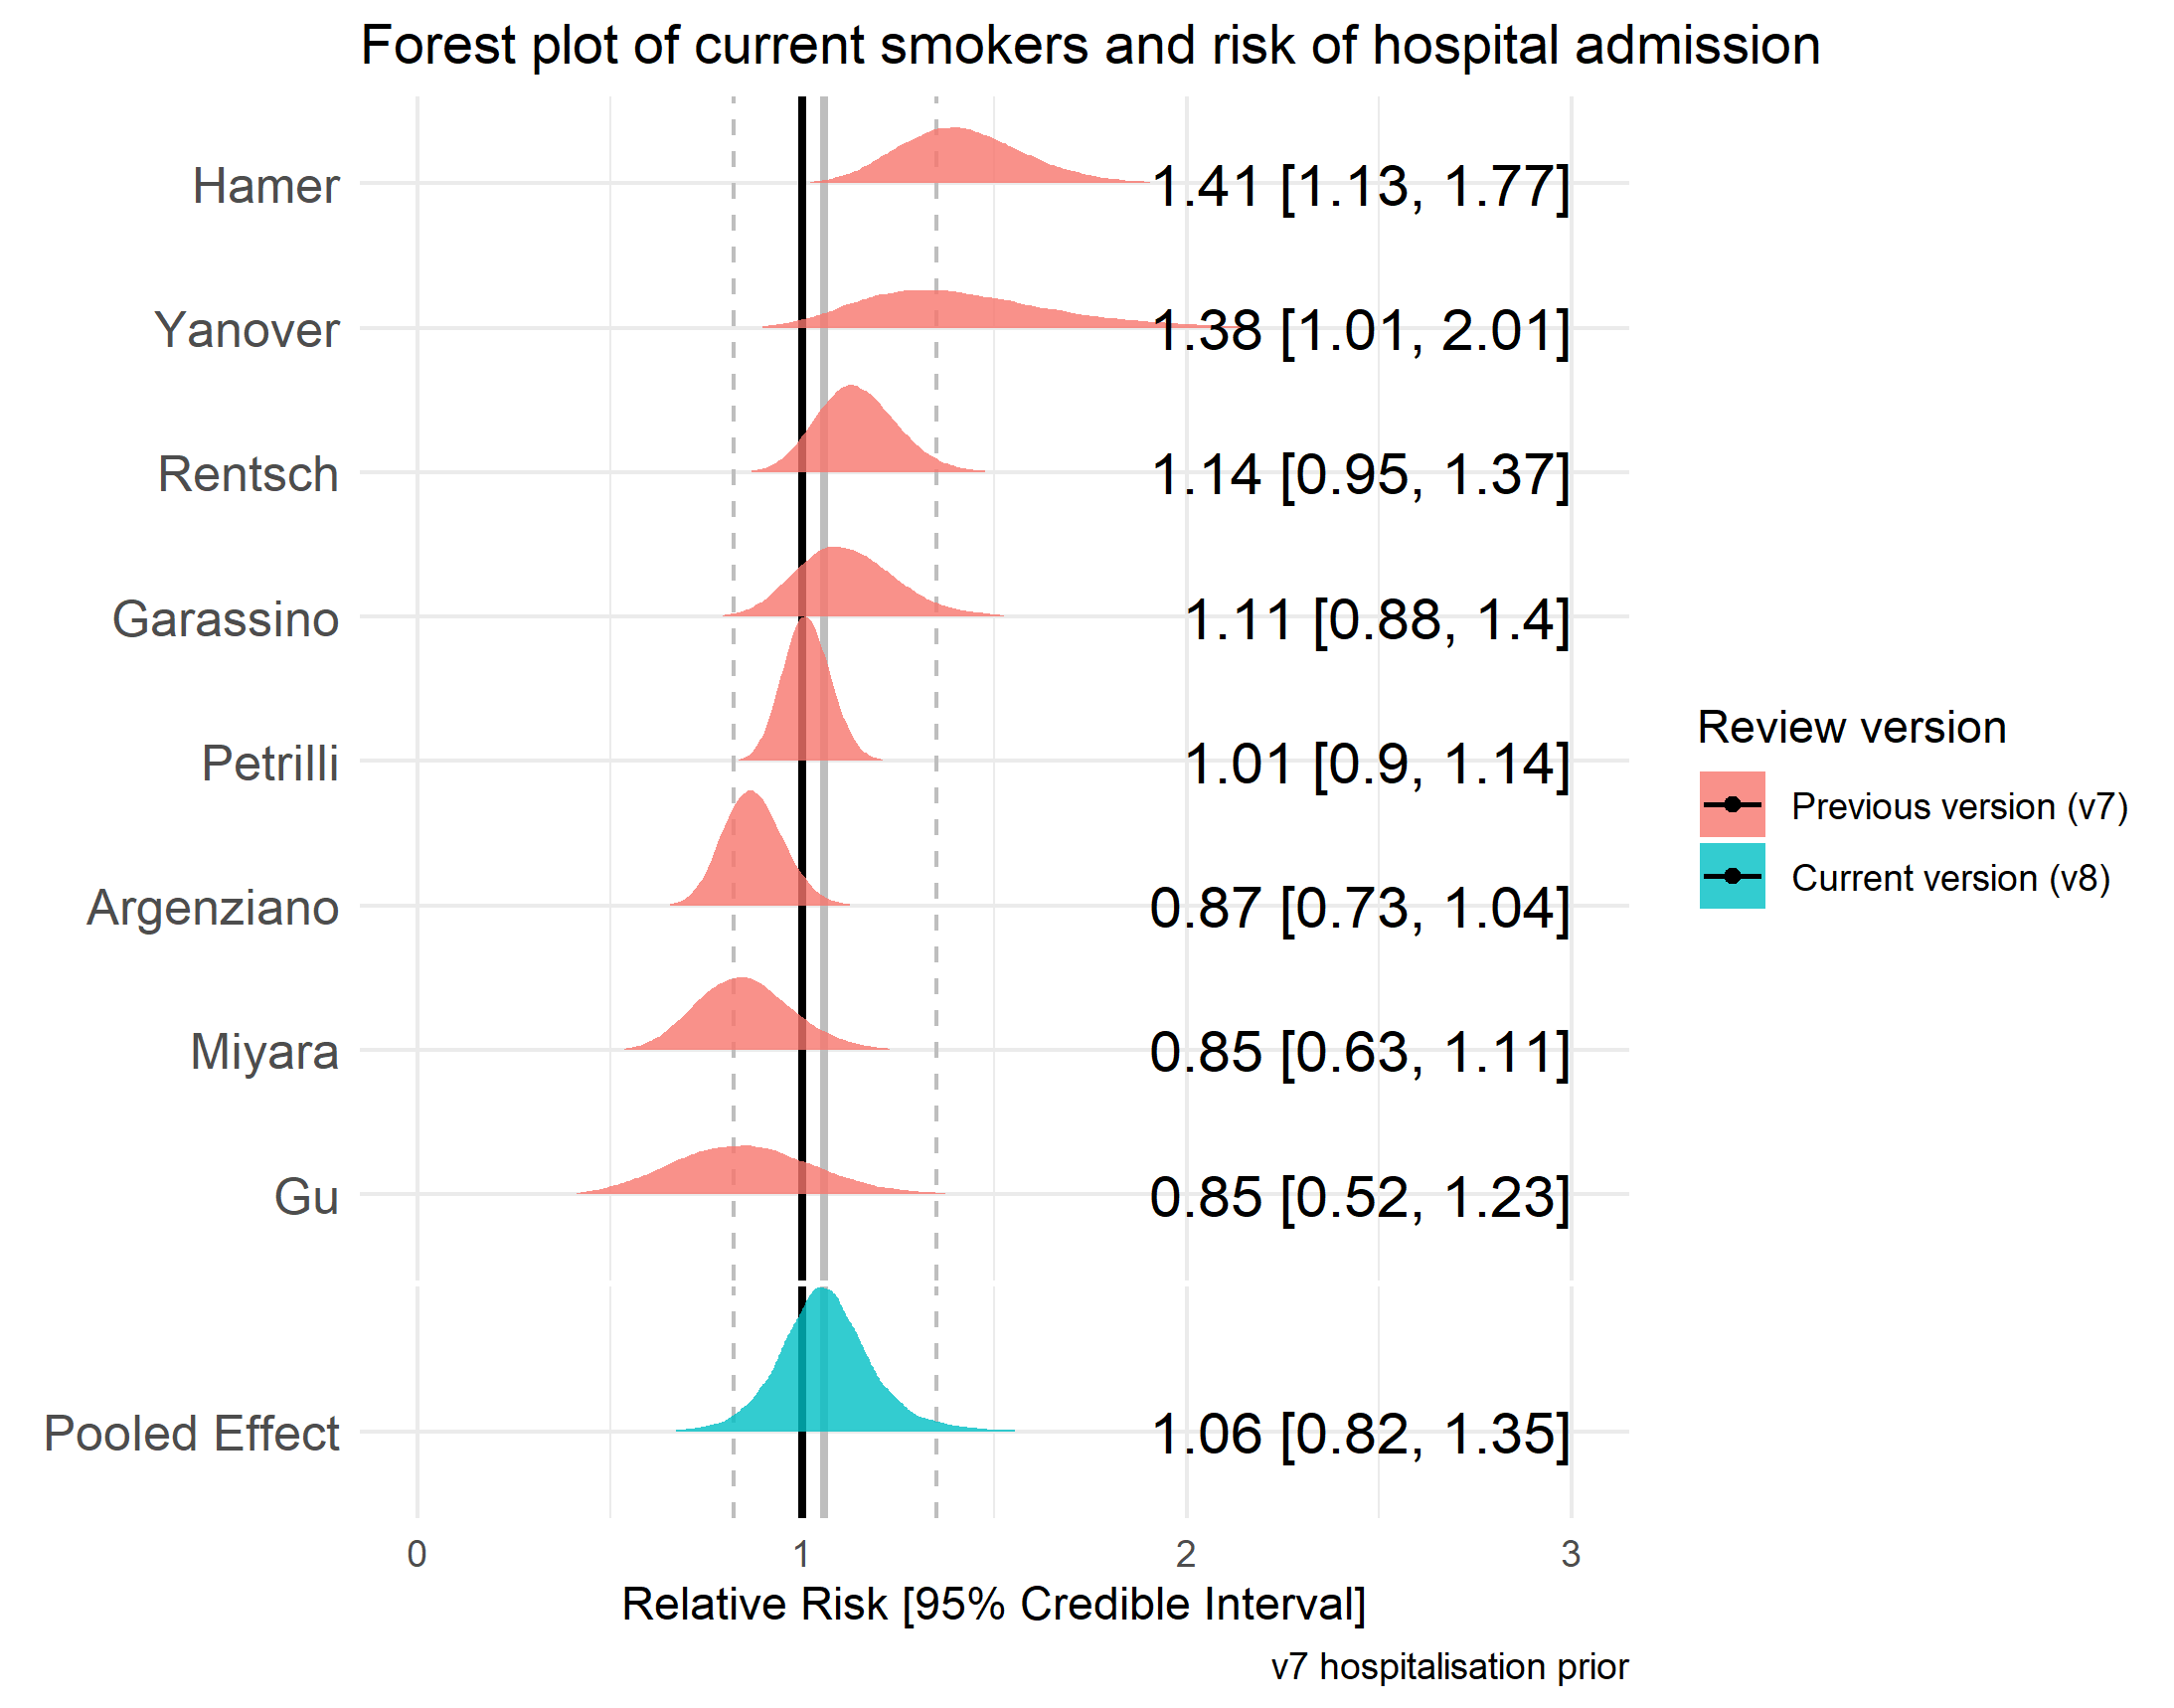 Forest plot of current smokers and risk of hospital admission
Hamer 1.41 [1.13, 1.77]
Yanover 1.38 [1.01, 2.01]
Rentsch 1.14 [0.95, 1.37]
Garassino 1.11 [0.88, 1.4]
Petrilli 1.01 [0.9, 1.14]
Argenziano 0.87 [0.73, 1.04]
Miyara 0.85 [0.63, 1.11]
Gu 0.85 [0.52, 1.23]
Pooled Effect 1.06 [0.82, 1.35]
0 1 2 3
Relative Risk [95% Credible Interval]
v7 hospitalisation prior
Review version
Previous version (v7)
Current version (v8)